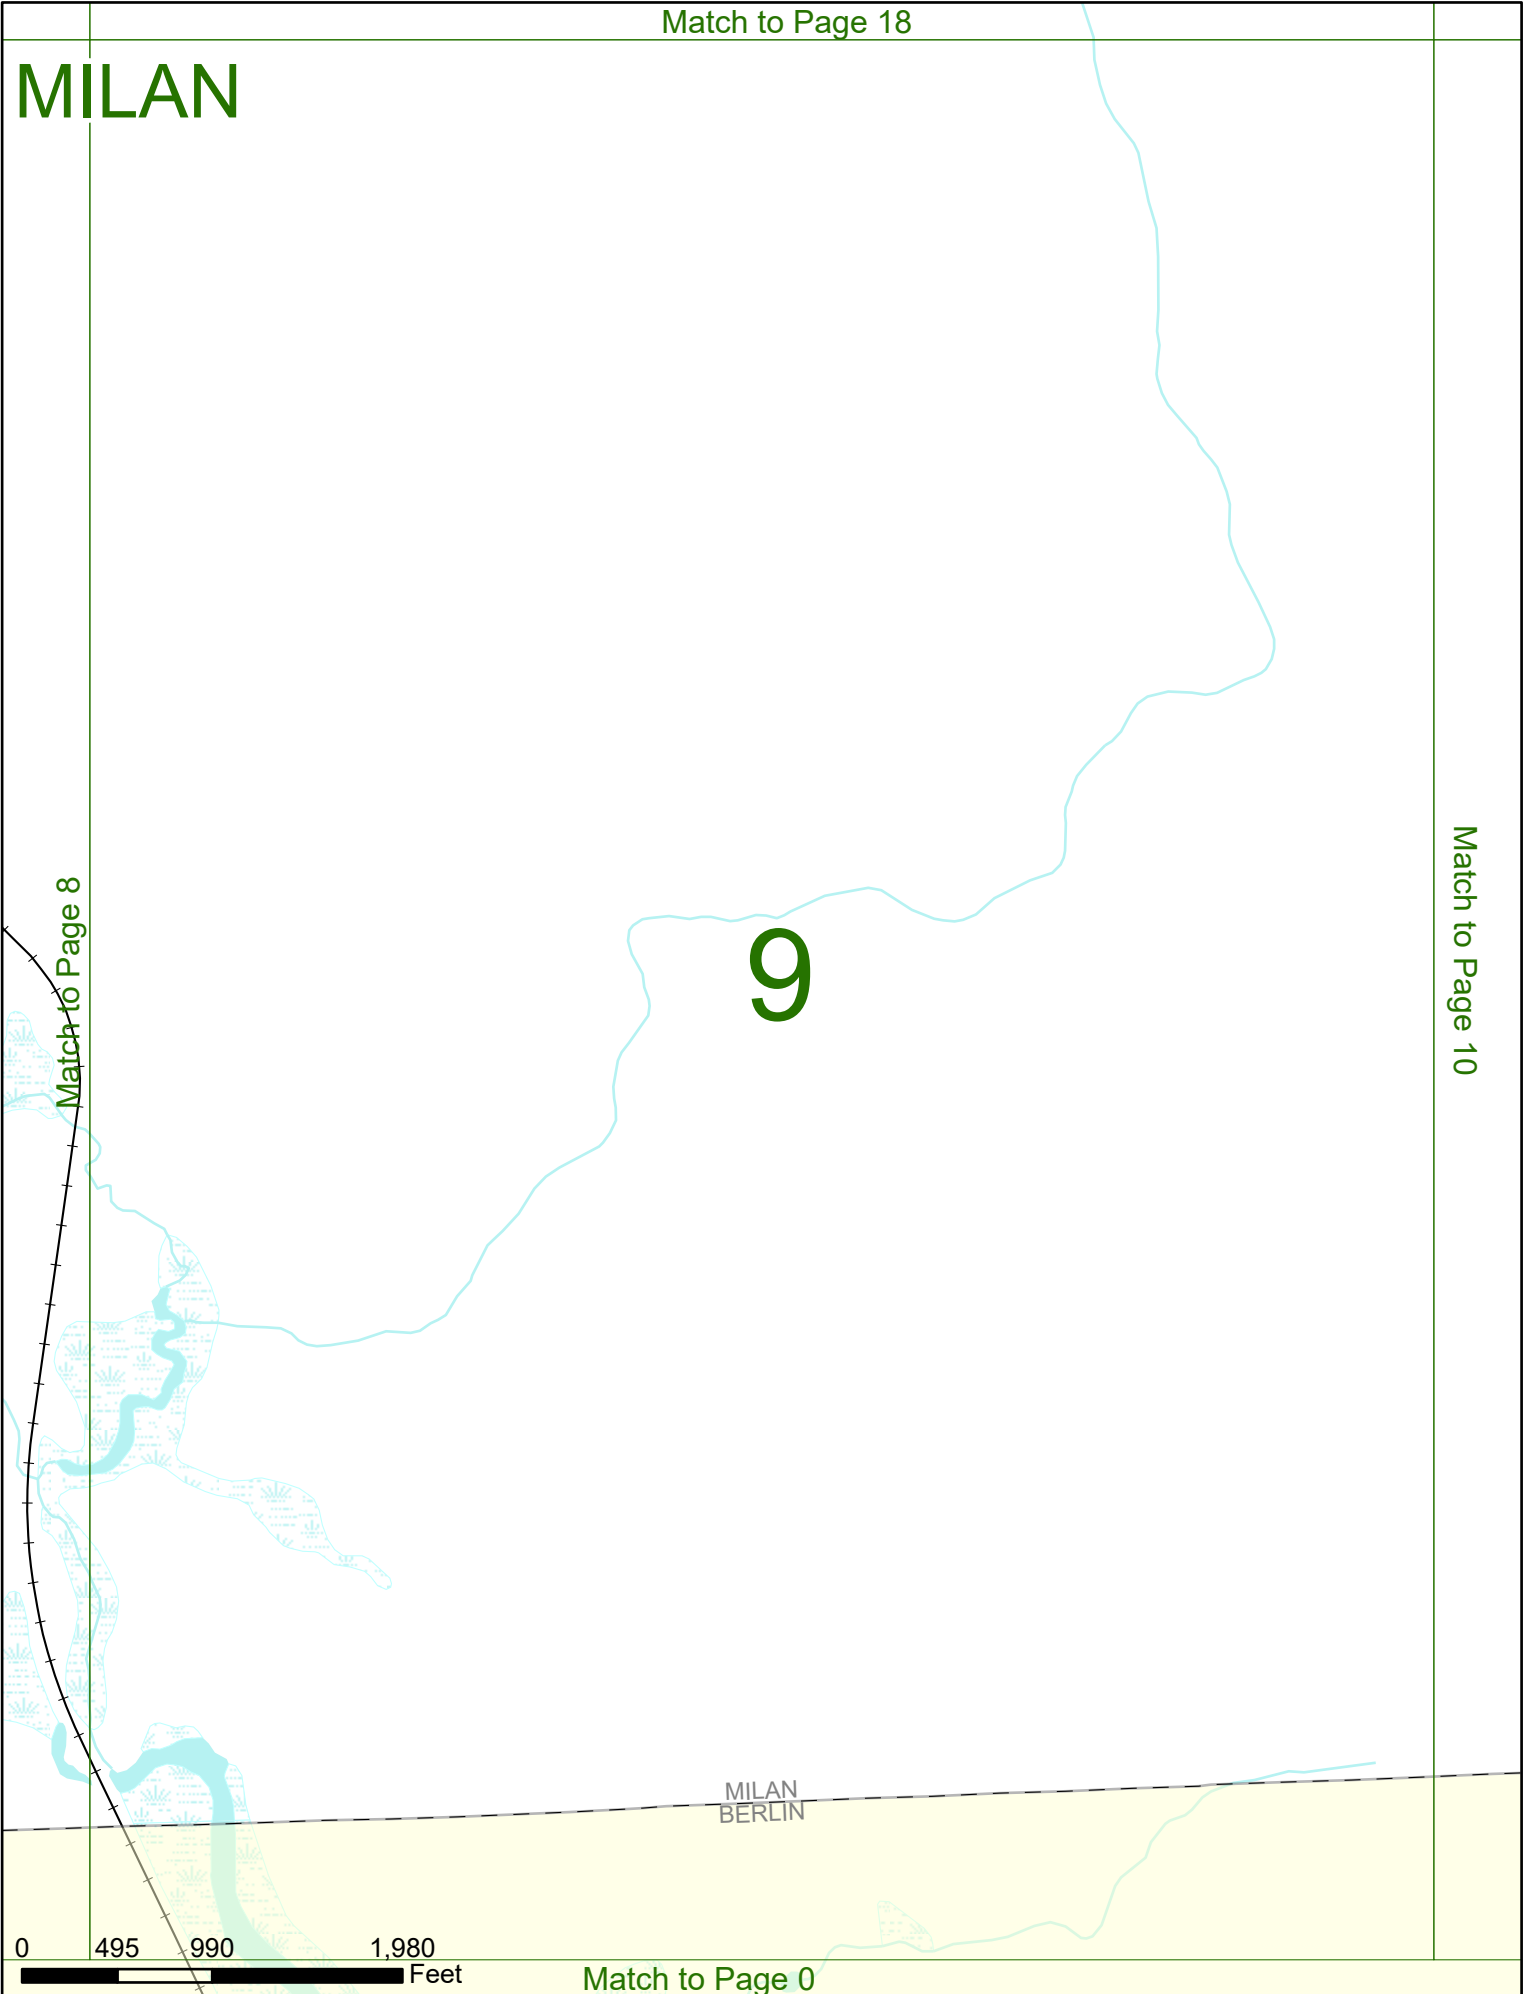 Match to Page 18
MILAN
Match to Page 8
9
Match to Page 10
MILAN
BERLIN
0 495 990 1,980
Feet
Match to Page 0